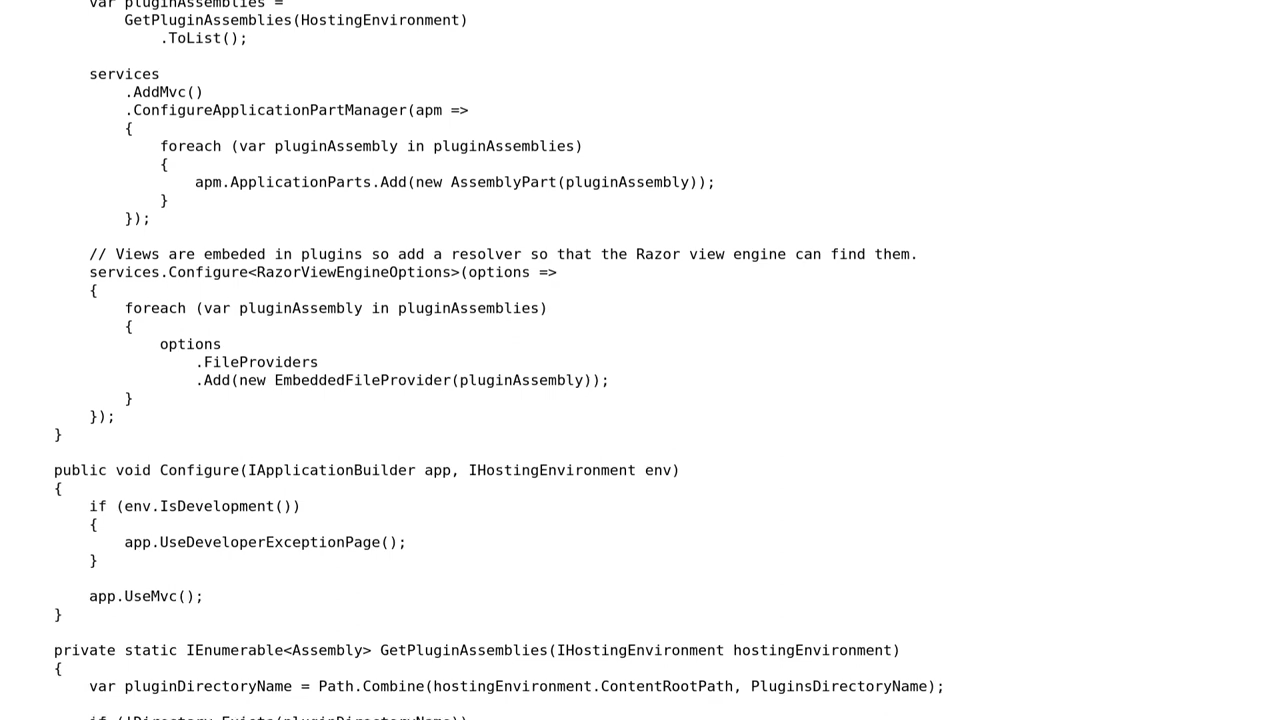 var pluginAssemblies =
GetPluginAssemblies(HostingEnvironment)
.ToList();
services
.AddMvc()
.ConfigureApplicationPartManager(apm =>
{
foreach (var pluginAssembly in pluginAssemblies)
{
apm.ApplicationParts.Add(new AssemblyPart(pluginAssembly));
}
});
// Views are embeded in plugins so add a resolver so that the Razor view engine can find them.
services.Configure<RazorViewEngineOptions>(options =>
{
foreach (var pluginAssembly in pluginAssemblies)
{
options
.FileProviders
.Add(new EmbeddedFileProvider(pluginAssembly));
}
});
}
public void Configure(IApplicationBuilder app, IHostingEnvironment env)
{
if (env.IsDevelopment())
{
app.UseDeveloperExceptionPage();
}
app.UseMvc();
}
private static IEnumerable<Assembly> GetPluginAssemblies(IHostingEnvironment hostingEnvironment)
{
var pluginDirectoryName = Path.Combine(hostingEnvironment.ContentRootPath, PluginsDirectoryName);
if (!Directory.Exists(pluginDirectoryName))